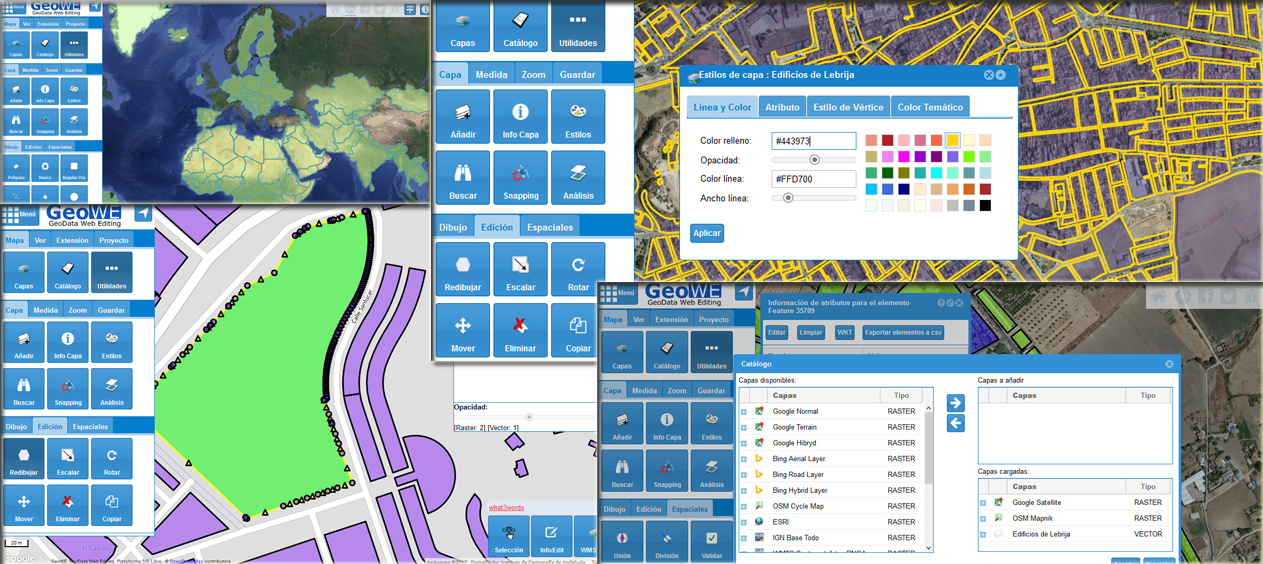 Menú
GeoWE
GeoData Web Editing
Mapa Ver Extensión Proyecto
Capas Catálogo Utilidades
Capa Medida Zoom Guardar
Añadir Info Capa Estilos
Buscar Snapping Análisis
Dibujo Edición Espaciales
Polígono Hueco Regular Pol.
Capas Catálogo Utilidades
Capa Medida Zoom Guardar
Añadir Info Capa Estilos
Buscar Snapping Análisis
Dibujo Edición Espaciales
Redibujar Escalar Rotar
Mover Eliminar Copiar
Estilos de capa : Edificios de Lebrija
Línea y Color Atributo Estilo de Vértice Color Temático
Color relleno: #443973
Opacidad:
Color línea: #FFD700
Ancho línea:
Aplicar
Menú
GeoWE
GeoData Web Editing
Mapa Ver Extensión Proyecto
Capas Catálogo Utilidades
Capa Medida Zoom Guardar
Añadir Info Capa Estilos
Buscar Snapping Análisis
Dibujo Edición Espaciales
Redibujar Escalar Rotar
Mover Eliminar Copiar
20 m
Google
Calle Sanlúcar
Opacidad:
[Raster: 2] [Vector: 1]
what3words
Selección Info/Edit WMS
Menú
GeoWE
GeoData Web Editing
Mapa Ver Extensión Proyecto
Capas Catálogo Utilidades
Capa Medida Zoom Guardar
Añadir Info Capa Estilos
Buscar Snapping Análisis
Dibujo Edición Espaciales
Unión División Validar
Información de atributos para el elemento
Feature 35709
Editar Limpiar WKT Exportar elementos a csv
Catálogo
Capas disponibles:
Capas Tipo
Google Normal RASTER
Google Terrain RASTER
Google Hibryd RASTER
Bing Aerial Layer RASTER
Bing Road Layer RASTER
Bing Hybrid Layer RASTER
OSM Cycle Map RASTER
ESRI RASTER
IGN Base Todo RASTER
Capas a añadir
Capas Tipo
Capas cargadas:
Capas Tipo
Google Satellite RASTER
OSM Mapnik RASTER
Edificios de Lebrija VECTOR